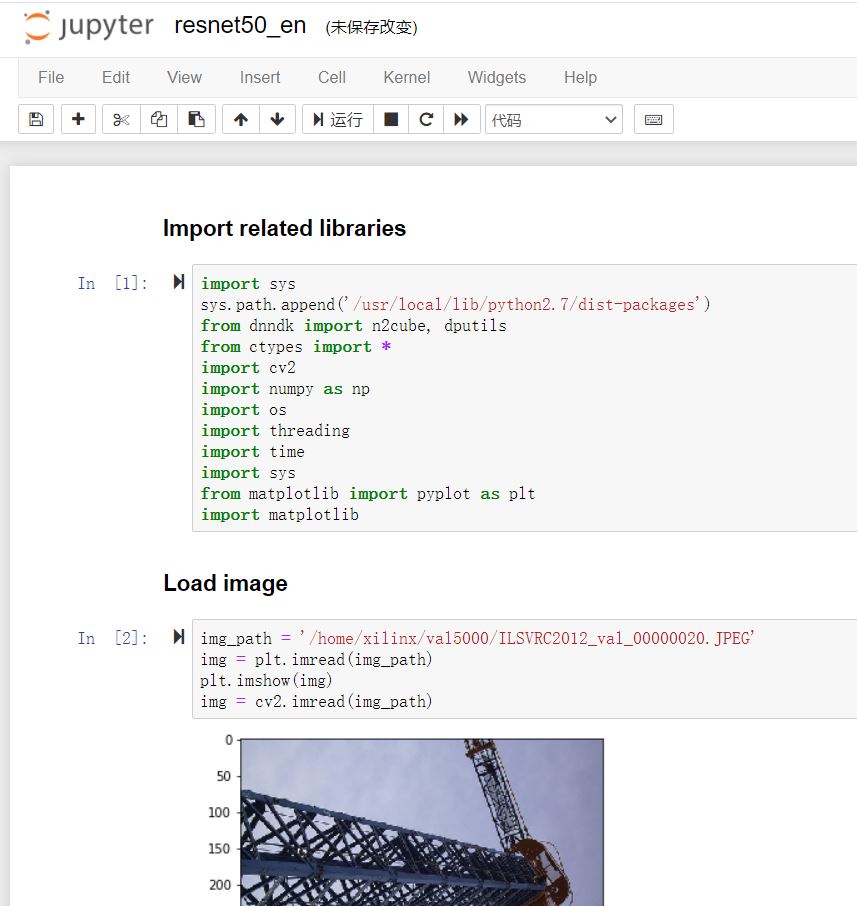 jupyter resnet50_en (未保存改变)
File Edit View Insert Cell Kernel Widgets Help
运行 代码
Import related libraries
In [1]: import sys
sys.path.append('/usr/local/lib/python2.7/dist-packages')
from dnndk import n2cube, dputils
from ctypes import *
import cv2
import numpy as np
import os
import threading
import time
import sys
from matplotlib import pyplot as plt
import matplotlib
Load image
In [2]: img_path = '/home/xilinx/val5000/ILSVRC2012_val_00000020.JPEG'
img = plt.imread(img_path)
plt.imshow(img)
img = cv2.imread(img_path)
0
50
100
150
200